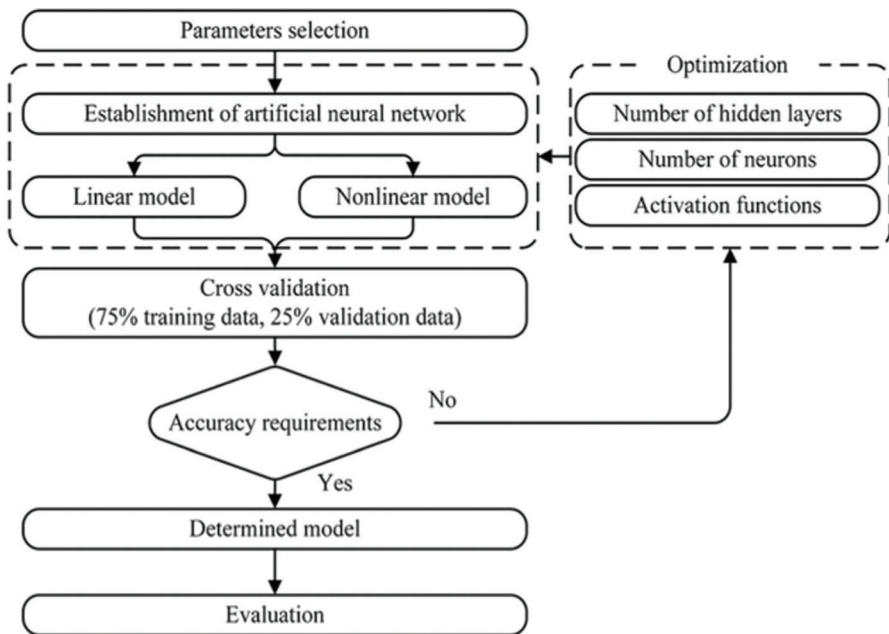 Parameters selection
Optimization
Establishment of artificial neural network
Number of hidden layers
Number of neurons
Linear model
Nonlinear model
Activation functions
Cross validation
(75% training data, 25% validation data)
Accuracy requirements
No
Yes
Determined model
Evaluation